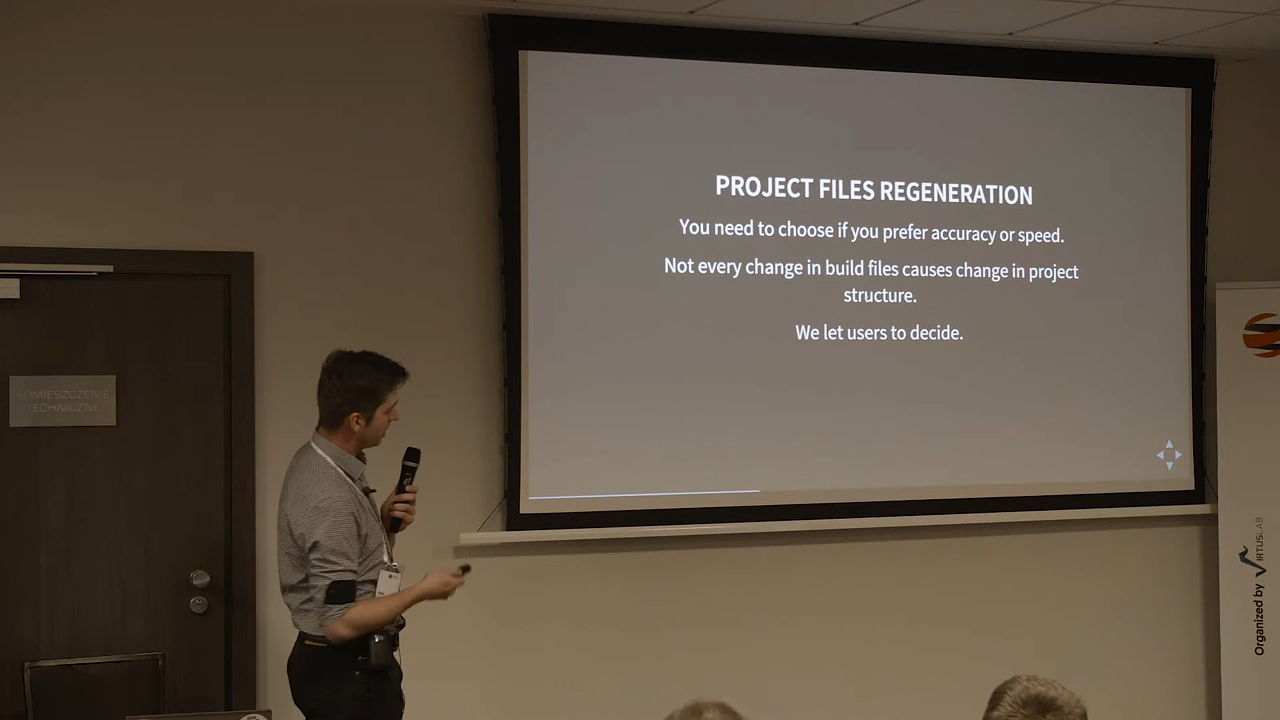 PROJECT FILES REGENERATION
You need to choose if you prefer accuracy or speed.
Not every change in build files causes change in project
structure.
We let users to decide.
POMIESZCZENIE
TECHNICZNE
Organized by VIRTUSLAB